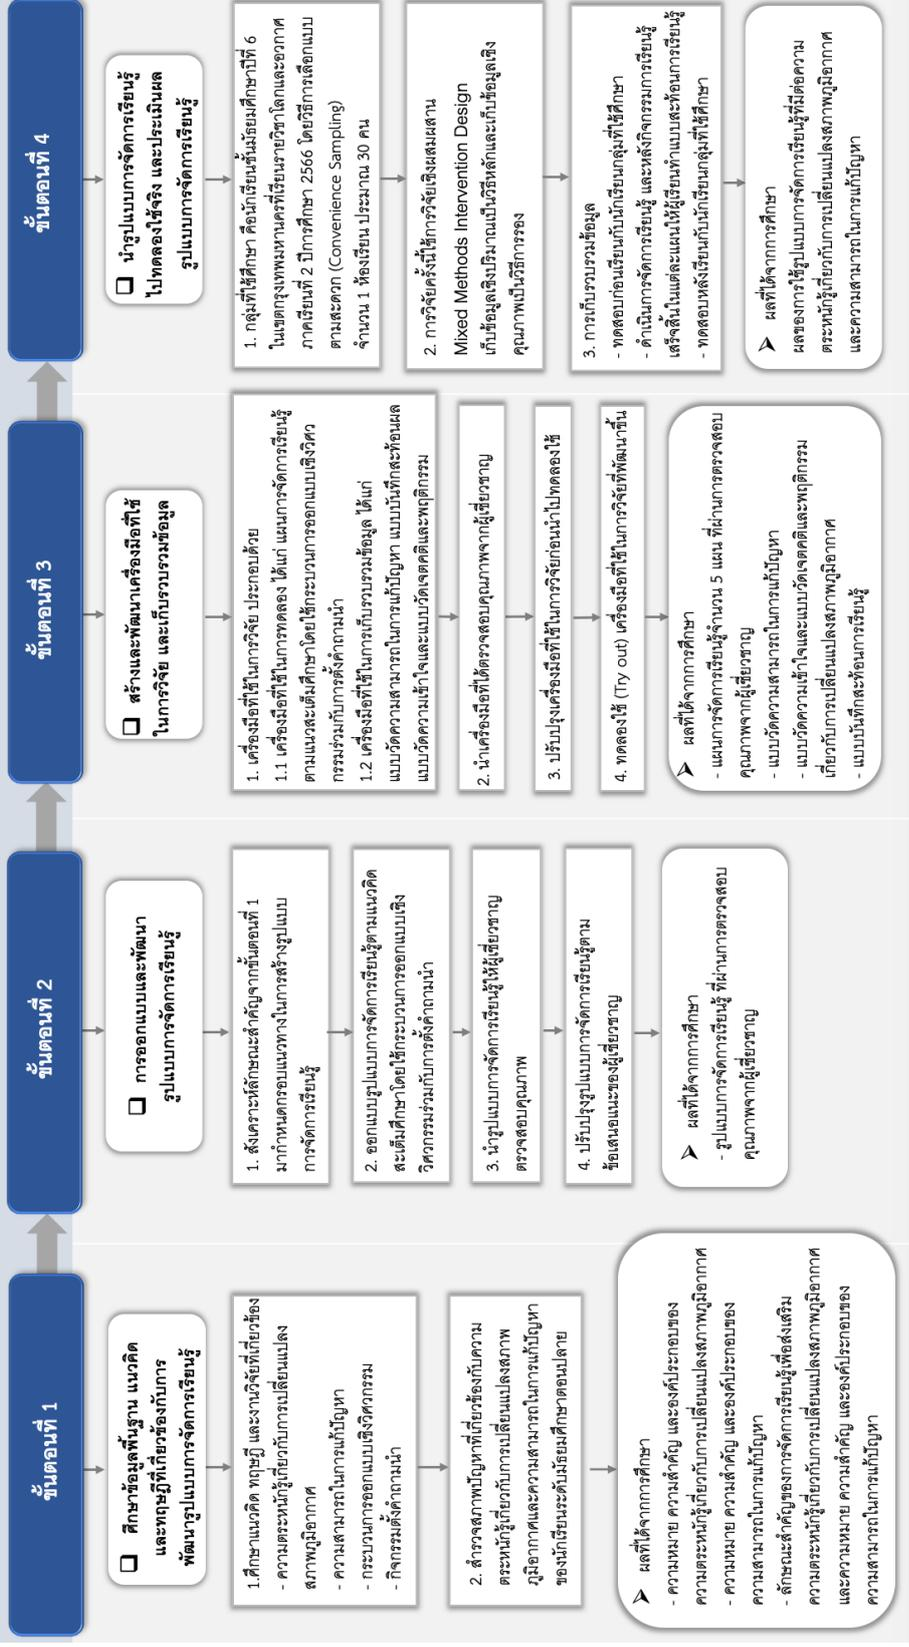 ขั้นตอนที่ 1
❑ ศึกษาข้อมูลพื้นฐาน แนวคิด
และทฤษฎีที่เกี่ยวข้องกับการ
พัฒนารูปแบบการจัดการเรียนรู้
1.ศึกษาแนวคิด ทฤษฎี และงานวิจัยที่เกี่ยวข้อง
- ความตระหนักรู้เกี่ยวกับการเปลี่ยนแปลง
สภาพภูมิอากาศ
- ความสามารถในการแก้ปัญหา
- กระบวนการออกแบบเชิงวิศวกรรม
- กิจกรรมตั้งคำถามนำ
2. สำรวจสภาพปัญหาที่เกี่ยวข้องกับความ
ตระหนักรู้เกี่ยวกับการเปลี่ยนแปลงสภาพ
ภูมิอากาศและความสามารถในการแก้ปัญหา
ของนักเรียนระดับมัธยมศึกษาตอนปลาย
➤ ผลที่ได้จากการศึกษา
- ความหมาย ความสำคัญ และองค์ประกอบของ
ความตระหนักรู้เกี่ยวกับการเปลี่ยนแปลงสภาพภูมิอากาศ
- ความหมาย ความสำคัญ และองค์ประกอบของ
ความสามารถในการแก้ปัญหา
- ลักษณะสำคัญของการจัดการเรียนรู้เพื่อส่งเสริม
ความตระหนักรู้เกี่ยวกับการเปลี่ยนแปลงสภาพภูมิอากาศ
และความหมาย ความสำคัญ และองค์ประกอบของ
ความสามารถในการแก้ปัญหา
ขั้นตอนที่ 2
❑ การออกแบบและพัฒนา
รูปแบบการจัดการเรียนรู้
1. สังเคราะห์ลักษณะสำคัญจากขั้นตอนที่ 1
มากำหนดกรอบแนวทางในการสร้างรูปแบบ
การจัดการเรียนรู้
2. ออกแบบรูปแบบการจัดการเรียนรู้ตามแนวคิด
สะเต็มศึกษาโดยใช้กระบวนการออกแบบเชิง
วิศวกรรมร่วมกับการตั้งคำถามนำ
3. นำรูปแบบการจัดการเรียนรู้ให้ผู้เชี่ยวชาญ
ตรวจสอบคุณภาพ
4. ปรับปรุงรูปแบบการจัดการเรียนรู้ตาม
ข้อเสนอแนะของผู้เชี่ยวชาญ
➤ ผลที่ได้จากการศึกษา
- รูปแบบการจัดการเรียนรู้ ที่ผ่านการตรวจสอบ
คุณภาพจากผู้เชี่ยวชาญ
ขั้นตอนที่ 3
❑ สร้างและพัฒนาเครื่องมือที่ใช้
ในการวิจัย และเก็บรวบรวมข้อมูล
1. เครื่องมือที่ใช้ในการวิจัย ประกอบด้วย
1.1 เครื่องมือที่ใช้ในการทดลอง ได้แก่ แผนการจัดการเรียนรู้
ตามแนวสะเต็มศึกษาโดยใช้กระบวนการออกแบบเชิงวิศว
กรรมร่วมกับการตั้งคำถามนำ
1.2 เครื่องมือที่ใช้ในการเก็บรวบรวมข้อมูล ได้แก่
แบบวัดความสามารถในการแก้ปัญหา แบบบันทึกสะท้อนผล
แบบวัดความเข้าใจและแบบวัดเจตคติและพฤติกรรม
2. นำเครื่องมือที่ได้ตรวจสอบคุณภาพจากผู้เชี่ยวชาญ
3. ปรับปรุงเครื่องมือที่ใช้ในการวิจัยก่อนนำไปทดลองใช้
4. ทดลองใช้ (Try out) เครื่องมือที่ใช้ในการวิจัยที่พัฒนาขึ้น
➤ ผลที่ได้จากการศึกษา
- แผนการจัดการเรียนรู้จำนวน 5 แผน ที่ผ่านการตรวจสอบ
คุณภาพจากผู้เชี่ยวชาญ
- แบบวัดความสามารถในการแก้ปัญหา
- แบบวัดความเข้าใจและแบบวัดเจตคติและพฤติกรรม
เกี่ยวกับการเปลี่ยนแปลงสภาพภูมิอากาศ
- แบบบันทึกสะท้อนการเรียนรู้
ขั้นตอนที่ 4
❑ นำรูปแบบการจัดการเรียนรู้
ไปทดลองใช้จริง และประเมินผล
รูปแบบการจัดการเรียนรู้
1. กลุ่มที่ใช้ศึกษา คือนักเรียนชั้นมัธยมศึกษาปีที่ 6
ในเขตกรุงเทพมหานครที่เรียนรายวิชาโลกและอวกาศ
ภาคเรียนที่ 2 ปีการศึกษา 2566 โดยวิธีการเลือกแบบ
ตามสะดวก (Convenience Sampling)
จำนวน 1 ห้องเรียน ประมาณ 30 คน
2. การวิจัยครั้งนี้ใช้การวิจัยเชิงผสมผสาน
Mixed Methods Intervention Design
เก็บข้อมูลเชิงปริมาณเป็นวิธีหลักและเก็บข้อมูลเชิง
คุณภาพเป็นวิธีการรอง
3. การเก็บรวบรวมข้อมูล
- ทดสอบก่อนเรียนกับนักเรียนกลุ่มที่ใช้ศึกษา
- ดำเนินการจัดการเรียนรู้ และหลังกิจกรรมการเรียนรู้
เสร็จสิ้นในแต่ละแผนให้ผู้เรียนทำแบบสะท้อนการเรียนรู้
- ทดสอบหลังเรียนกับนักเรียนกลุ่มที่ใช้ศึกษา
➤ ผลที่ได้จากการศึกษา
ผลของการใช้รูปแบบการจัดการเรียนรู้ที่มีต่อความ
ตระหนักรู้เกี่ยวกับการเปลี่ยนแปลงสภาพภูมิอากาศ
และความสามารถในการแก้ปัญหา